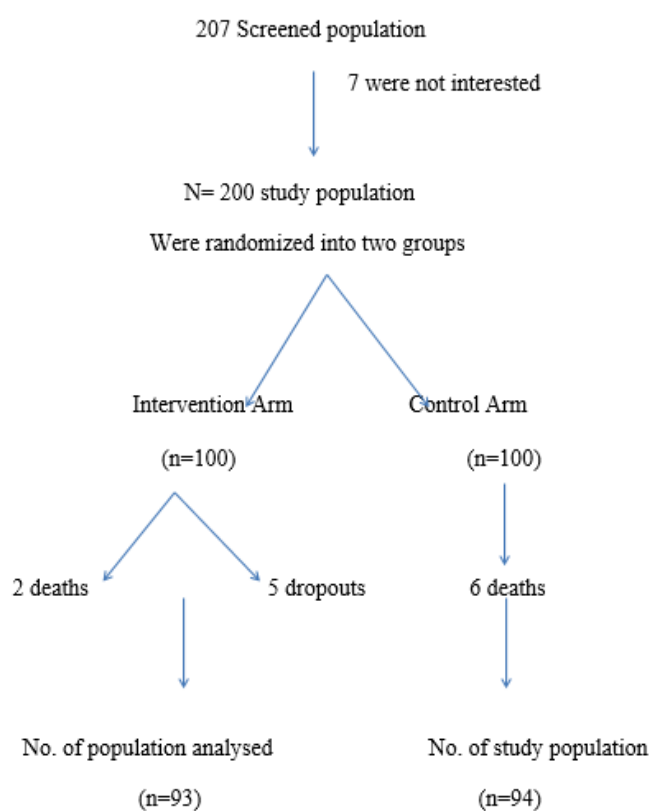 207 Screened population
7 were not interested
N= 200 study population
Were randomized into two groups
Intervention Arm
Control Arm
(n=100)
(n=100)
2 deaths
5 dropouts
6 deaths
No. of population analysed
No. of study population
(n=93)
(n=94)